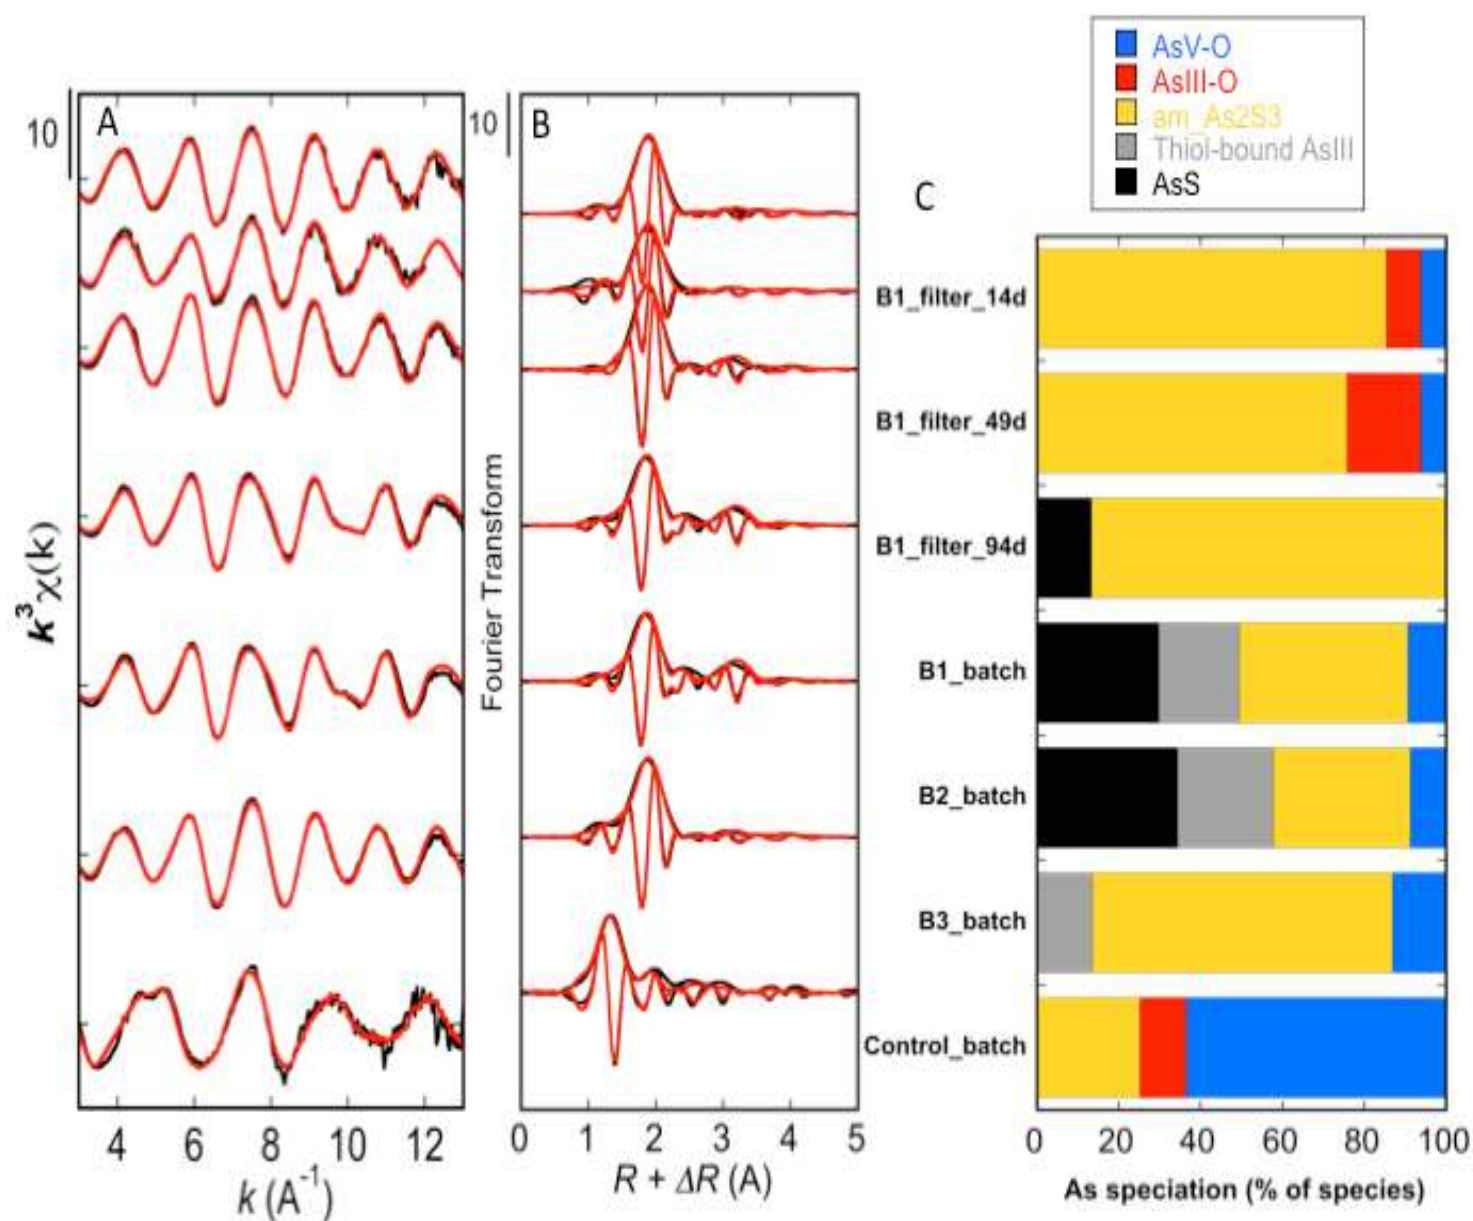 AsV-O
AsIII-O
am_As2S3
Thiol-bound AsIII
AsS
10
A
10
B
C
k³χ(k)
Fourier Transform
B1_filter_14d
B1_filter_49d
B1_filter_94d
B1_batch
B2_batch
B3_batch
Control_batch
4 6 8 10 12
k (A⁻¹)
0 1 2 3 4 5
R + ΔR (A)
0 20 40 60 80 100
As speciation (% of species)